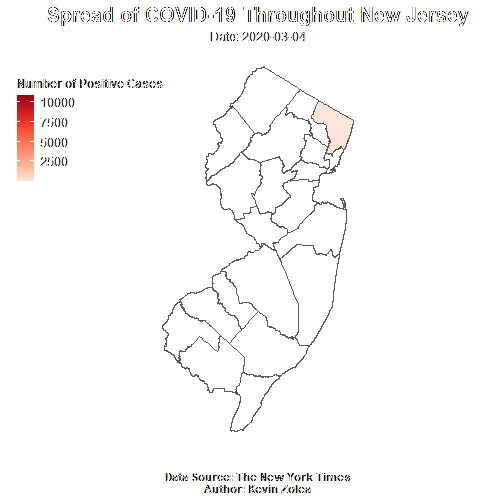 Spread of COVID-19 Throughout New Jersey
Date: 2020-03-04
Number of Positive Cases
10000
7500
5000
2500
Data Source: The New York Times
Author: Kevin Zolea